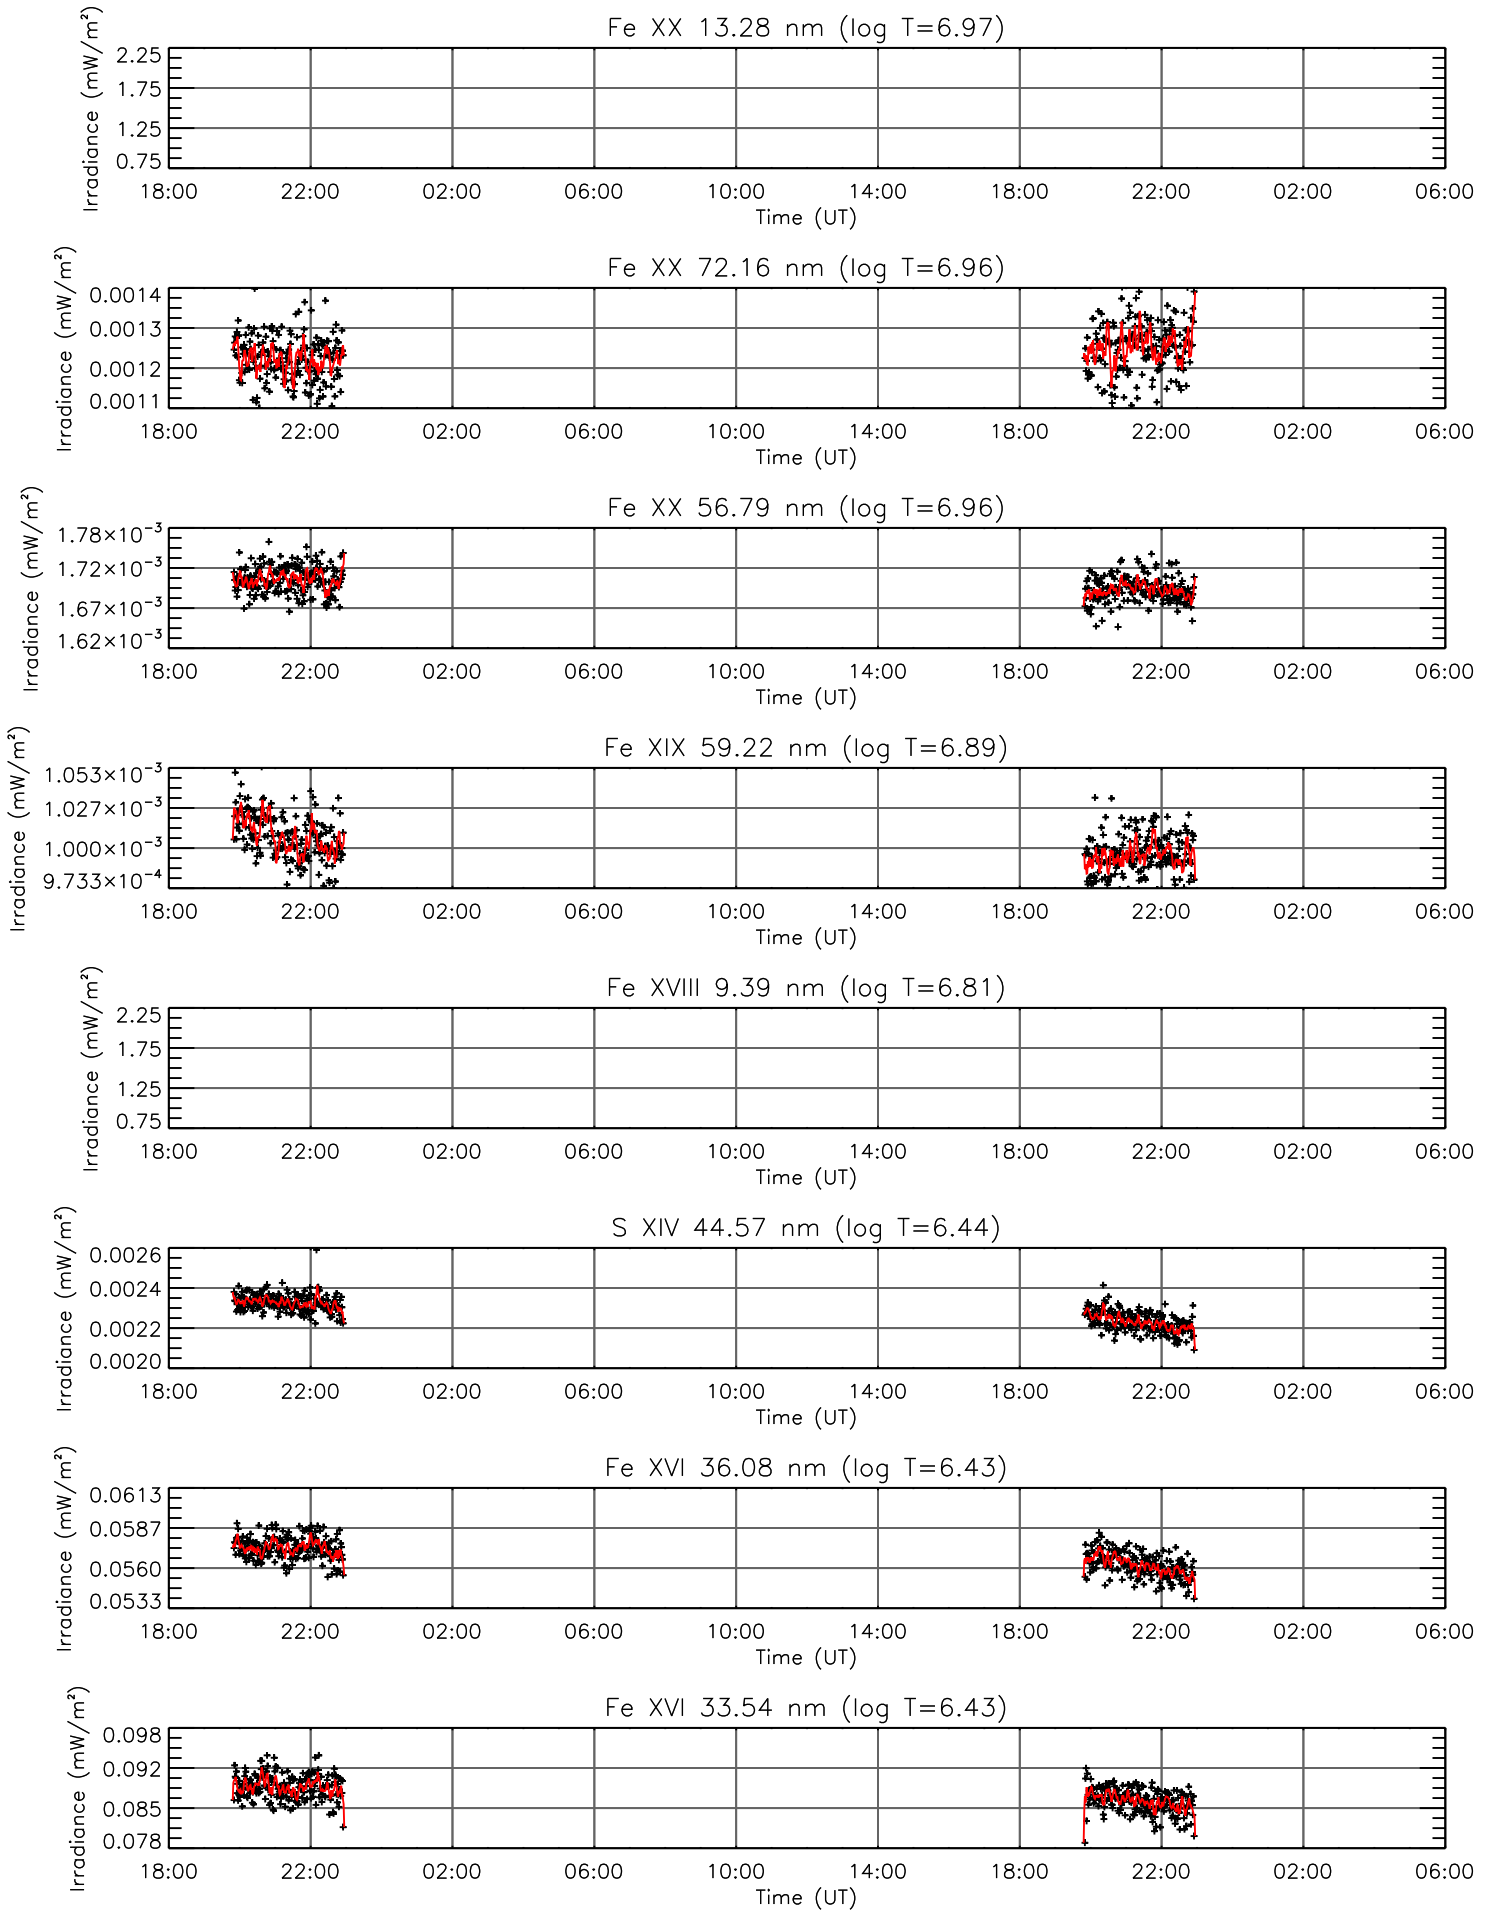 Fe XX 13.28 nm (log T=6.97)
Irradiance (mW/m²)
2.25
1.75
1.25
0.75
18:00 22:00 02:00 06:00 10:00 14:00 18:00 22:00 02:00 06:00
Time (UT)
Fe XX 72.16 nm (log T=6.96)
Irradiance (mW/m²)
0.0014
0.0013
0.0012
0.0011
18:00 22:00 02:00 06:00 10:00 14:00 18:00 22:00 02:00 06:00
Time (UT)
Fe XX 56.79 nm (log T=6.96)
Irradiance (mW/m²)
1.78×10⁻³
1.72×10⁻³
1.67×10⁻³
1.62×10⁻³
18:00 22:00 02:00 06:00 10:00 14:00 18:00 22:00 02:00 06:00
Time (UT)
Fe XIX 59.22 nm (log T=6.89)
Irradiance (mW/m²)
1.053×10⁻³
1.027×10⁻³
1.000×10⁻³
9.733×10⁻⁴
18:00 22:00 02:00 06:00 10:00 14:00 18:00 22:00 02:00 06:00
Time (UT)
Fe XVIII 9.39 nm (log T=6.81)
Irradiance (mW/m²)
2.25
1.75
1.25
0.75
18:00 22:00 02:00 06:00 10:00 14:00 18:00 22:00 02:00 06:00
Time (UT)
S XIV 44.57 nm (log T=6.44)
Irradiance (mW/m²)
0.0026
0.0024
0.0022
0.0020
18:00 22:00 02:00 06:00 10:00 14:00 18:00 22:00 02:00 06:00
Time (UT)
Fe XVI 36.08 nm (log T=6.43)
Irradiance (mW/m²)
0.0613
0.0587
0.0560
0.0533
18:00 22:00 02:00 06:00 10:00 14:00 18:00 22:00 02:00 06:00
Time (UT)
Fe XVI 33.54 nm (log T=6.43)
Irradiance (mW/m²)
0.098
0.092
0.085
0.078
18:00 22:00 02:00 06:00 10:00 14:00 18:00 22:00 02:00 06:00
Time (UT)